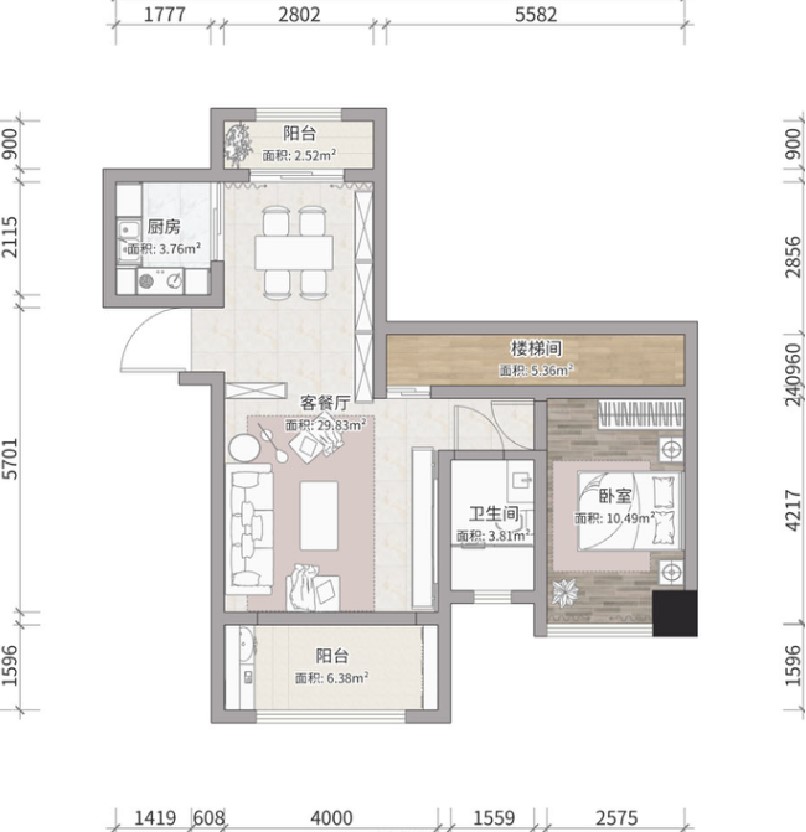 1777
2802
5582
900
阳台
面积: 2.52m²
900
2115
厨房
面积: 3.76m²
2856
楼梯间
面积: 5.36m²
240960
客餐厅
面积: 29.83m²
5701
卧室
面积: 10.49m²
卫生间
面积: 3.81m²
4217
1596
阳台
面积: 6.38m²
1596
1419
608
4000
1559
2575